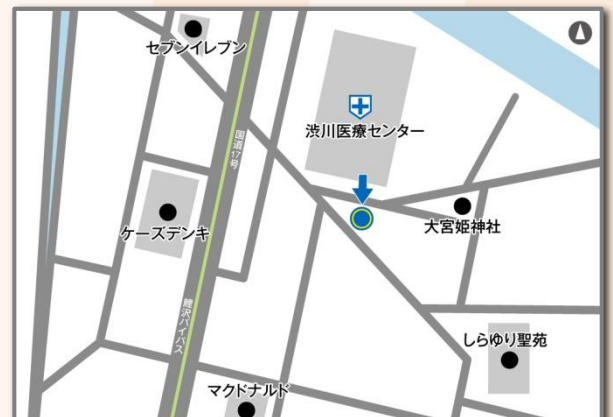 セブンイレブン
国道17号
渋川医療センター
大宮姫神社
ケーズデンキ
鯉沢バイパス
しらゆり聖苑
マクドナルド